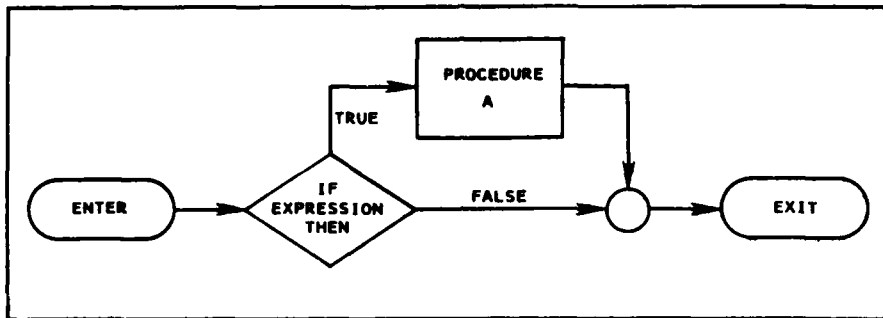 PROCEDURE
A
TRUE
ENTER
IF
EXPRESSION
THEN
FALSE
EXIT